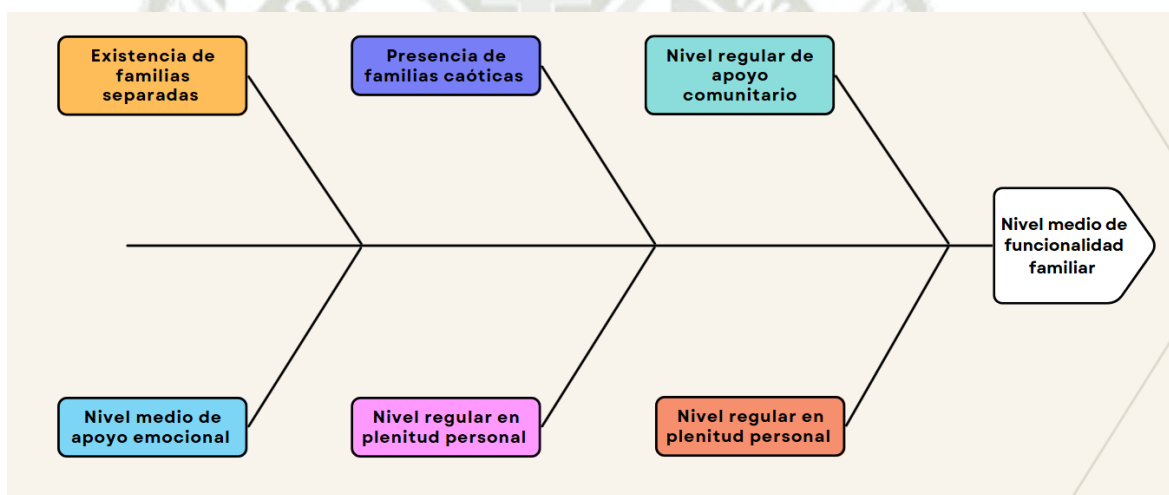 Existencia de
familias
separadas
Presencia de
familias caóticas
Nivel regular de
apoyo
comunitario
Nivel medio de
funcionalidad
familiar
Nivel medio de
apoyo emocional
Nivel regular en
plenitud personal
Nivel regular en
plenitud personal